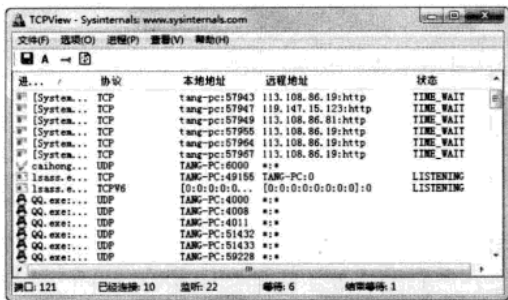 TCPView - Sysinternals: www.sysinternals.com
文件(F) 选项(O) 进程(P) 查看(V) 帮助(H)
A
进... / 协议 本地地址 远程地址 状态
[System... TCP tang-pc:57943 113.108.86.19:http TIME_WAIT
[System... TCP tang-pc:57947 119.147.15.123:http TIME_WAIT
[System... TCP tang-pc:57949 113.108.86.81:http TIME_WAIT
[System... TCP tang-pc:57955 113.108.86.19:http TIME_WAIT
[System... TCP tang-pc:57964 113.108.86.19:http TIME_WAIT
[System... TCP tang-pc:57967 113.108.86.19:http TIME_WAIT
caihong... UDP TANG-PC:6000 *:*
lsass.e... TCP TANG-PC:49155 TANG-PC:0 LISTENING
lsass.e... TCPV6 [0:0:0:0:0... [0:0:0:0:0:0:0:0]:0 LISTENING
QQ.exe:... UDP TANG-PC:4000 *:*
QQ.exe:... UDP TANG-PC:4008 *:*
QQ.exe:... UDP TANG-PC:4011 *:*
QQ.exe:... UDP TANG-PC:51432 *:*
QQ.exe:... UDP TANG-PC:51433 *:*
QQ.exe:... UDP TANG-PC:59228 *:*
端口: 121 已经连接: 10 监听: 22 等待: 6 结束等待: 1